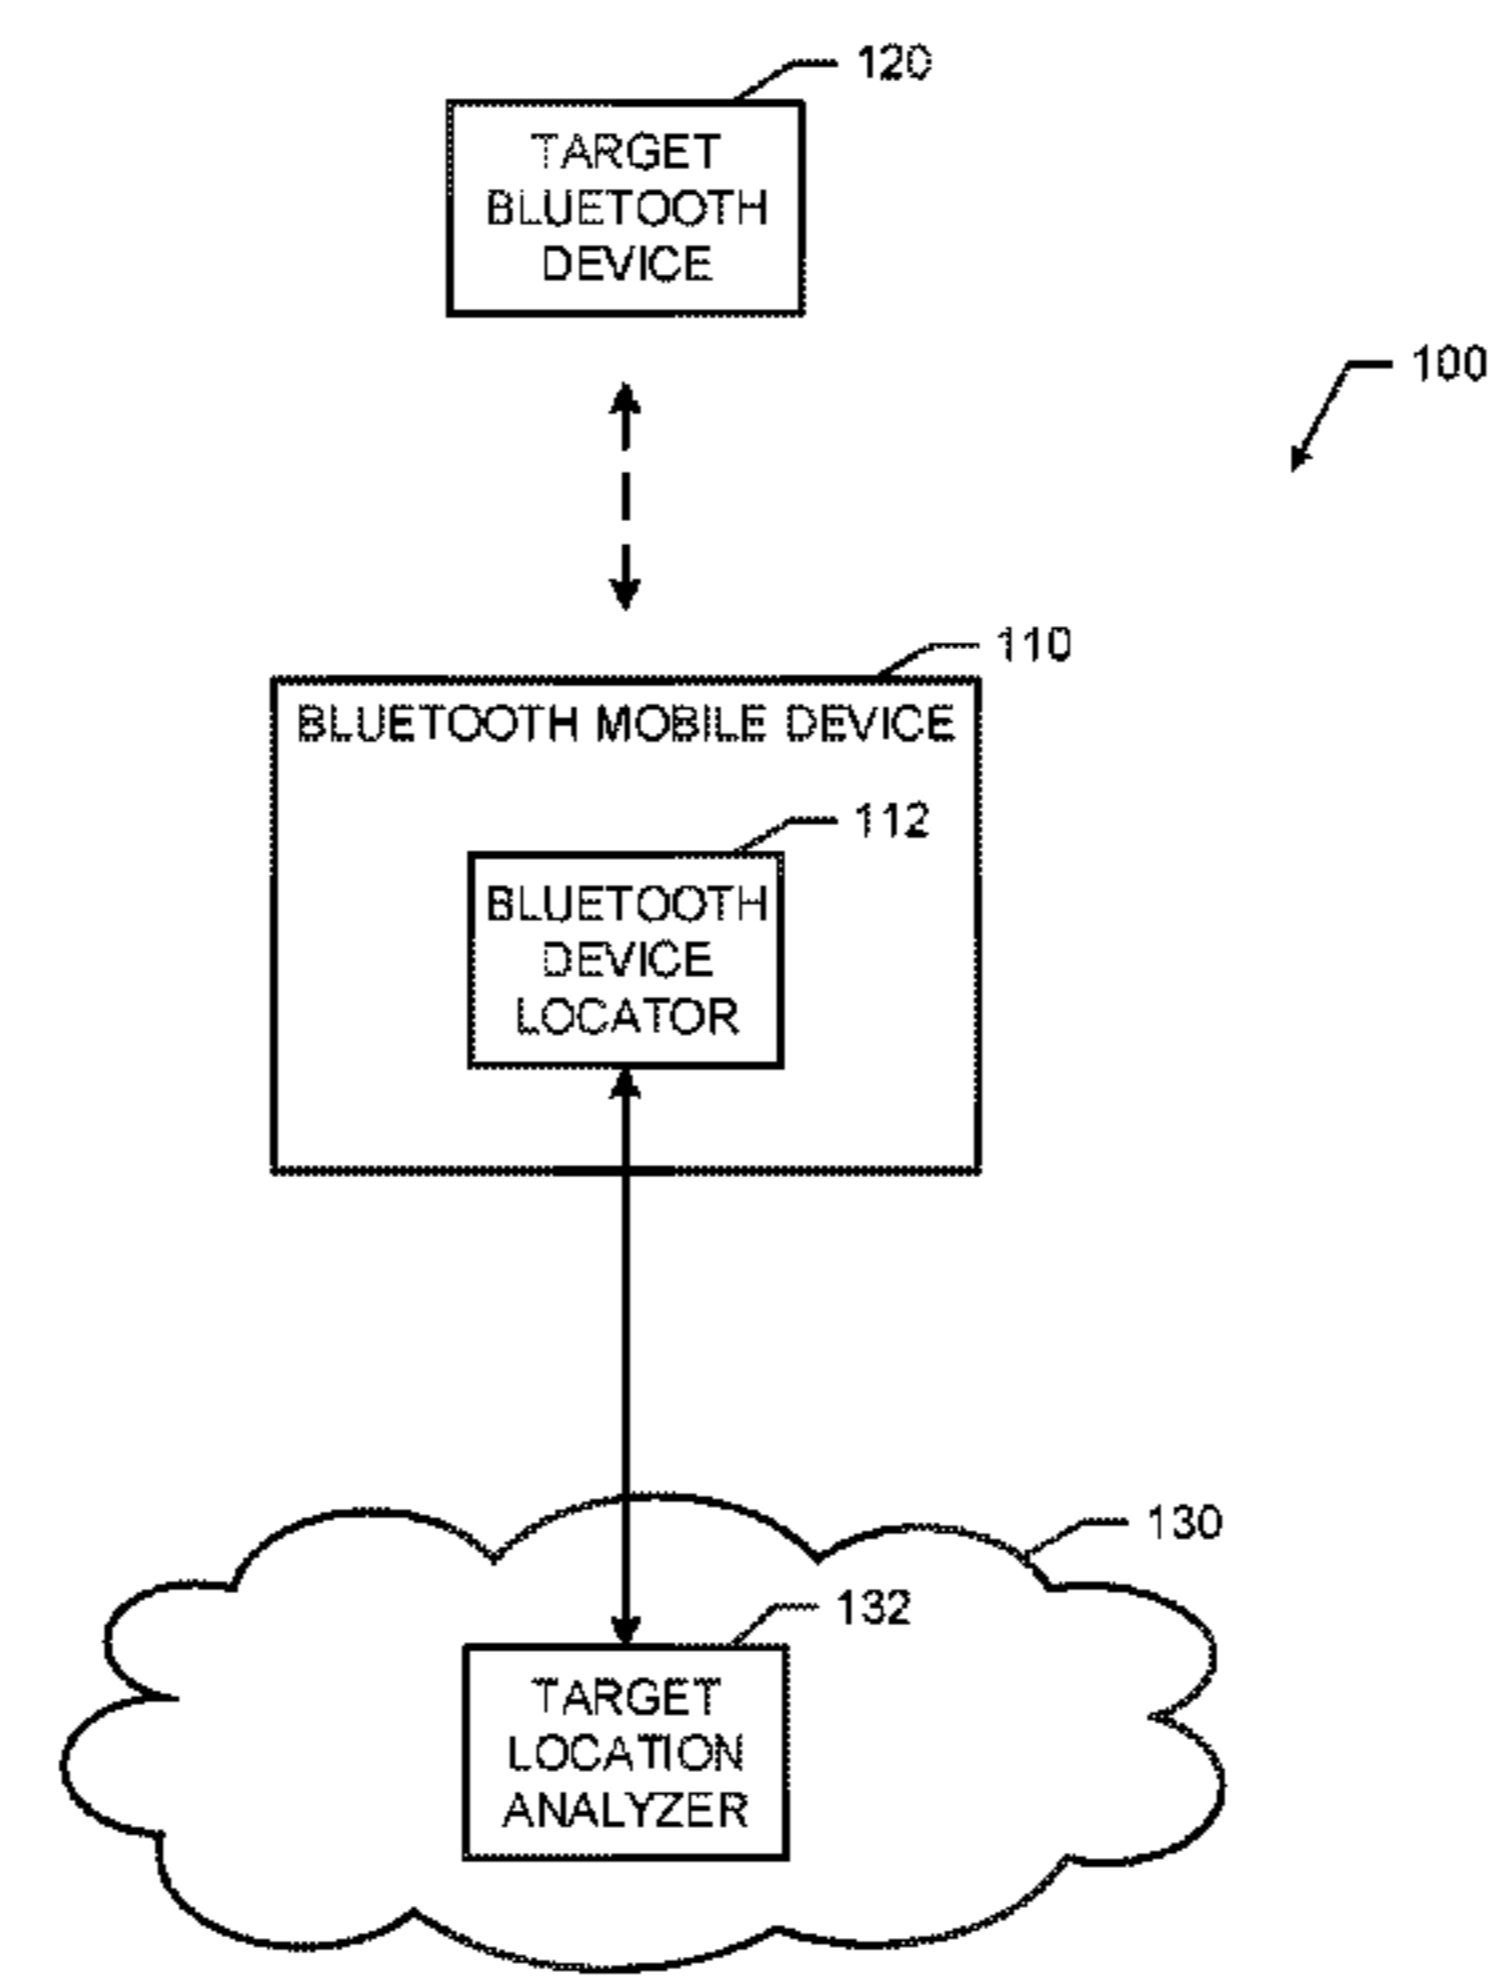 120
TARGET
BLUETOOTH
DEVICE
100
110
BLUETOOTH MOBILE DEVICE
112
BLUETOOTH
DEVICE
LOCATOR
130
132
TARGET
LOCATION
ANALYZER